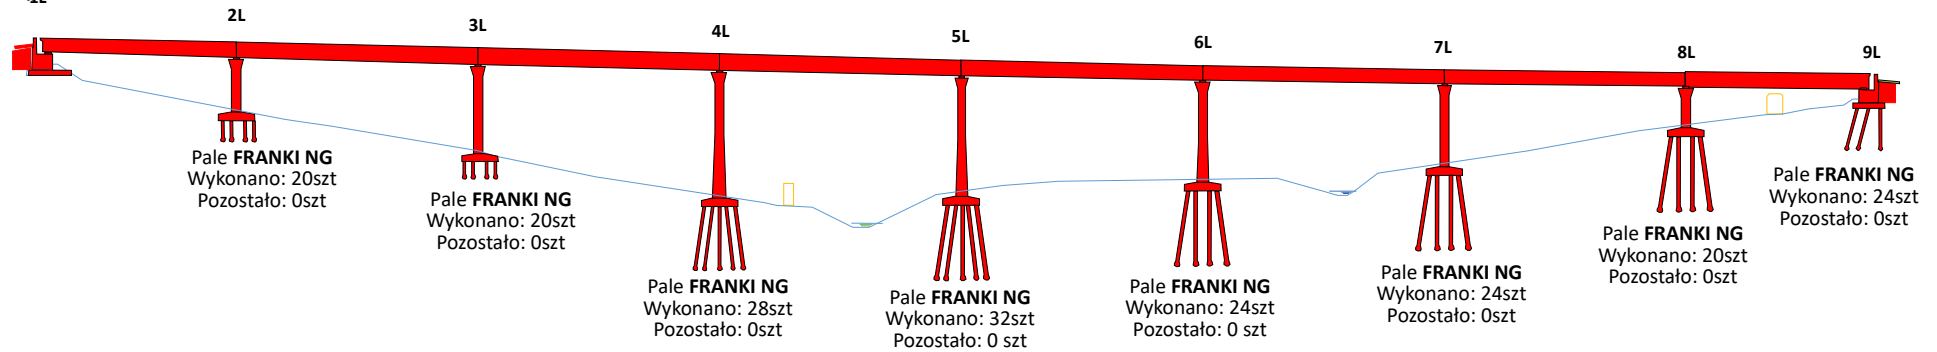 2L
3L
4L
5L
6L
7L
8L
9L
Pale FRANKI NG
Wykonano: 20szt
Pozostało: 0szt
Pale FRANKI NG
Wykonano: 20szt
Pozostało: 0szt
Pale FRANKI NG
Wykonano: 28szt
Pozostało: 0szt
Pale FRANKI NG
Wykonano: 32szt
Pozostało: 0 szt
Pale FRANKI NG
Wykonano: 24szt
Pozostało: 0 szt
Pale FRANKI NG
Wykonano: 24szt
Pozostało: 0szt
Pale FRANKI NG
Wykonano: 20szt
Pozostało: 0szt
Pale FRANKI NG
Wykonano: 24szt
Pozostało: 0szt